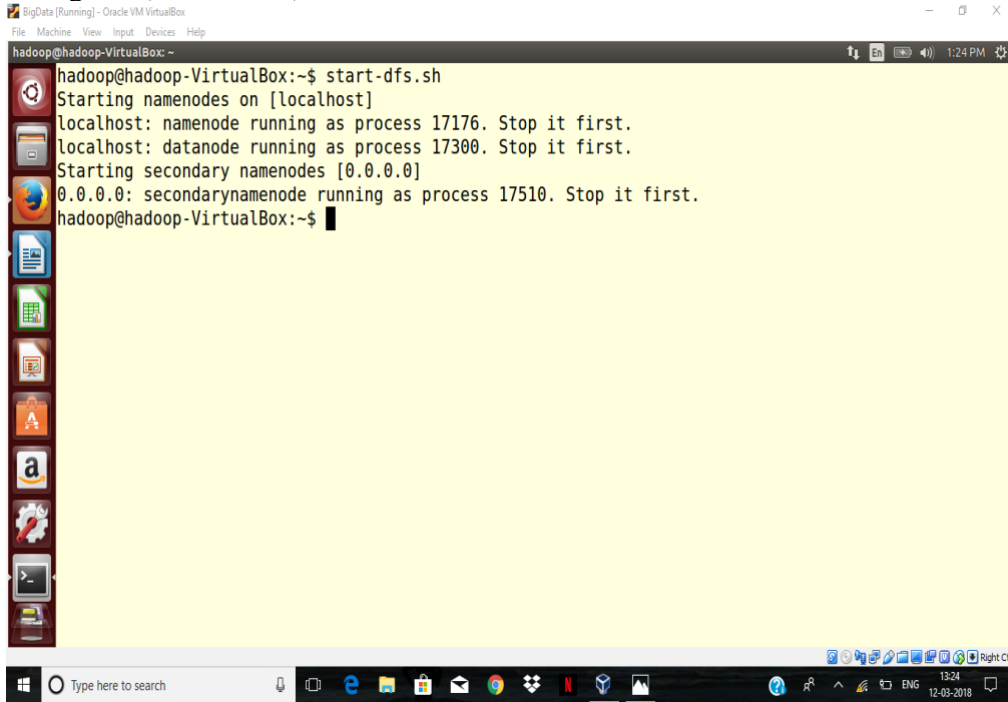 BigData [Running] - Oracle VM VirtualBox
File Machine View Input Devices Help
hadoop@hadoop-VirtualBox: ~
En
1:24 PM
hadoop@hadoop-VirtualBox:~$ start-dfs.sh
Starting namenodes on [localhost]
localhost: namenode running as process 17176. Stop it first.
localhost: datanode running as process 17300. Stop it first.
Starting secondary namenodes [0.0.0.0]
0.0.0.0: secondarynamenode running as process 17510. Stop it first.
hadoop@hadoop-VirtualBox:~$
Right C
Type here to search
ENG
13:24
12-03-2018